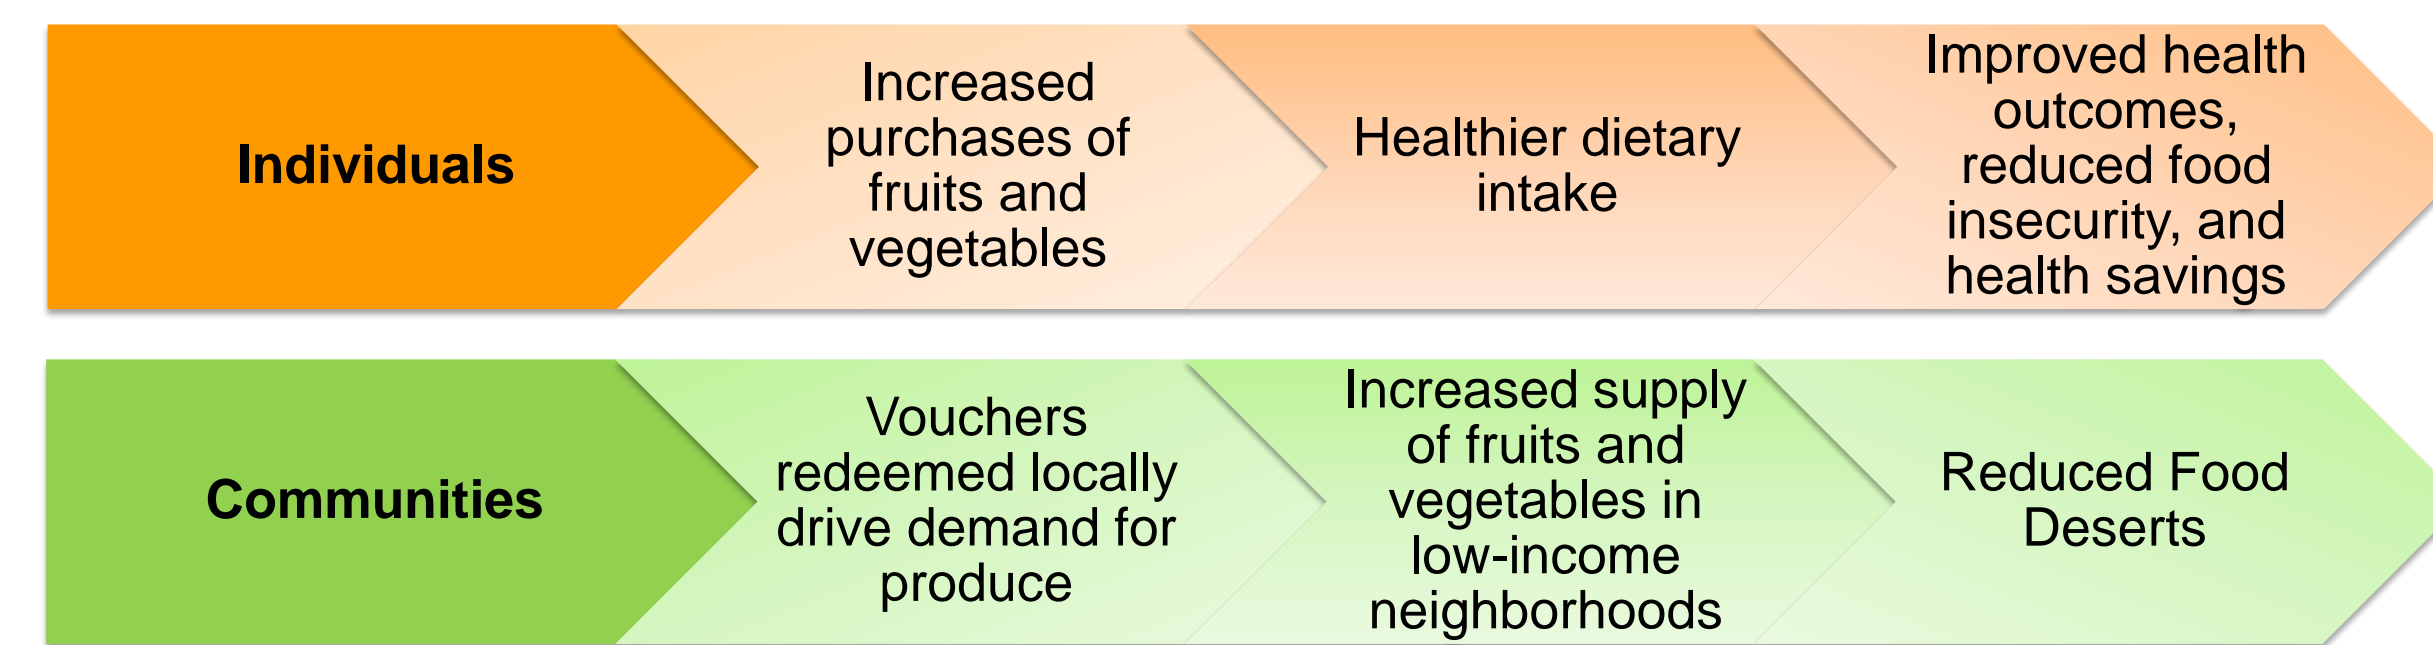 Individuals
Increased
purchases of
fruits and
vegetables
Healthier dietary
intake
Improved health
outcomes,
reduced food
insecurity, and
health savings
Communities
Vouchers
redeemed locally
drive demand for
produce
Increased supply
of fruits and
vegetables in
low-income
neighborhoods
Reduced Food
Deserts